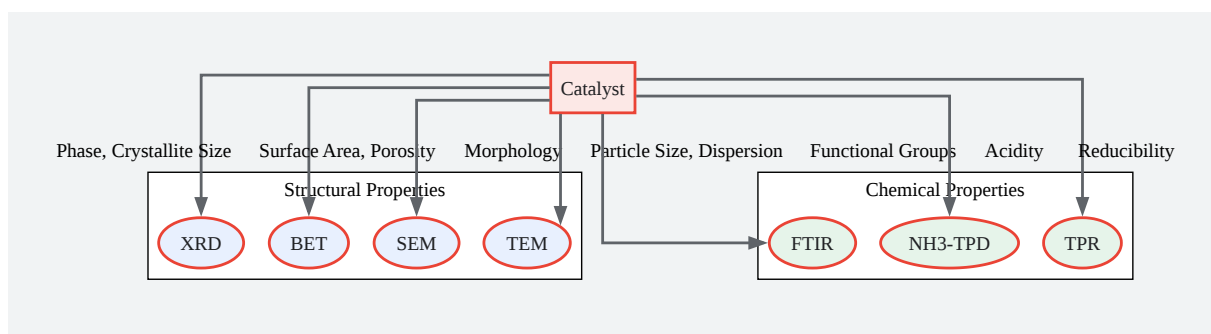 Catalyst
Phase, Crystallite Size
Surface Area, Porosity
Morphology
Particle Size, Dispersion
Functional Groups
Acidity
Reducibility
Structural Properties
Chemical Properties
XRD
BET
SEM
TEM
FTIR
NH3-TPD
TPR